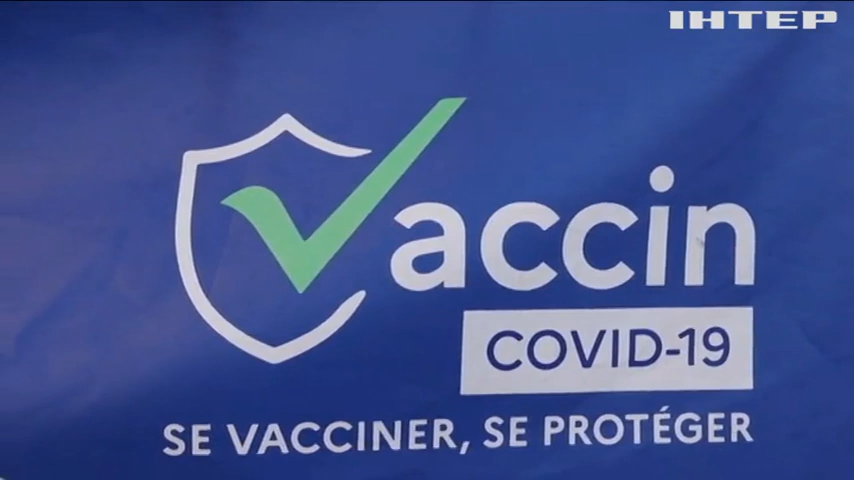 ІНТЕР
Vaccin
COVID-19
SE VACCINER, SE PROTÉGER